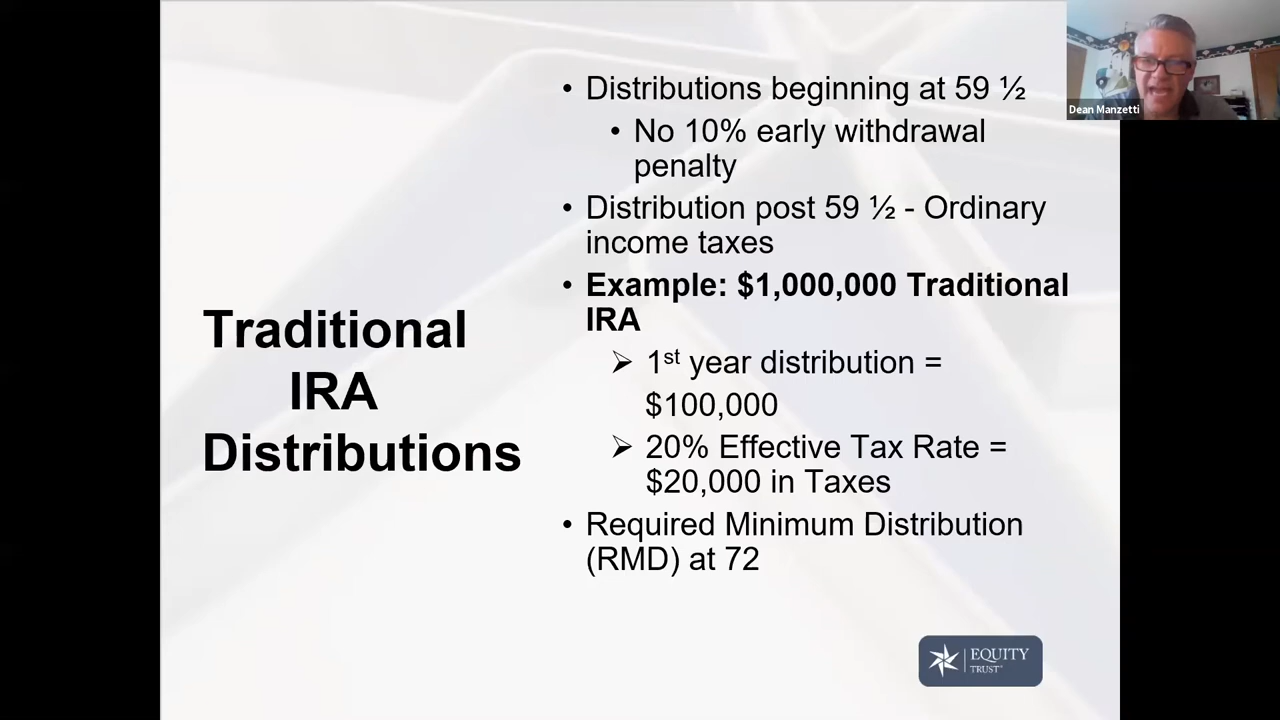 Traditional
IRA
Distributions
• Distributions beginning at 59 ½
• No 10% early withdrawal
penalty
• Distribution post 59 ½ - Ordinary
income taxes
• Example: $1,000,000 Traditional
IRA
➢ 1st year distribution =
$100,000
➢ 20% Effective Tax Rate =
$20,000 in Taxes
• Required Minimum Distribution
(RMD) at 72
Dean Manzetti
EQUITY
TRUST